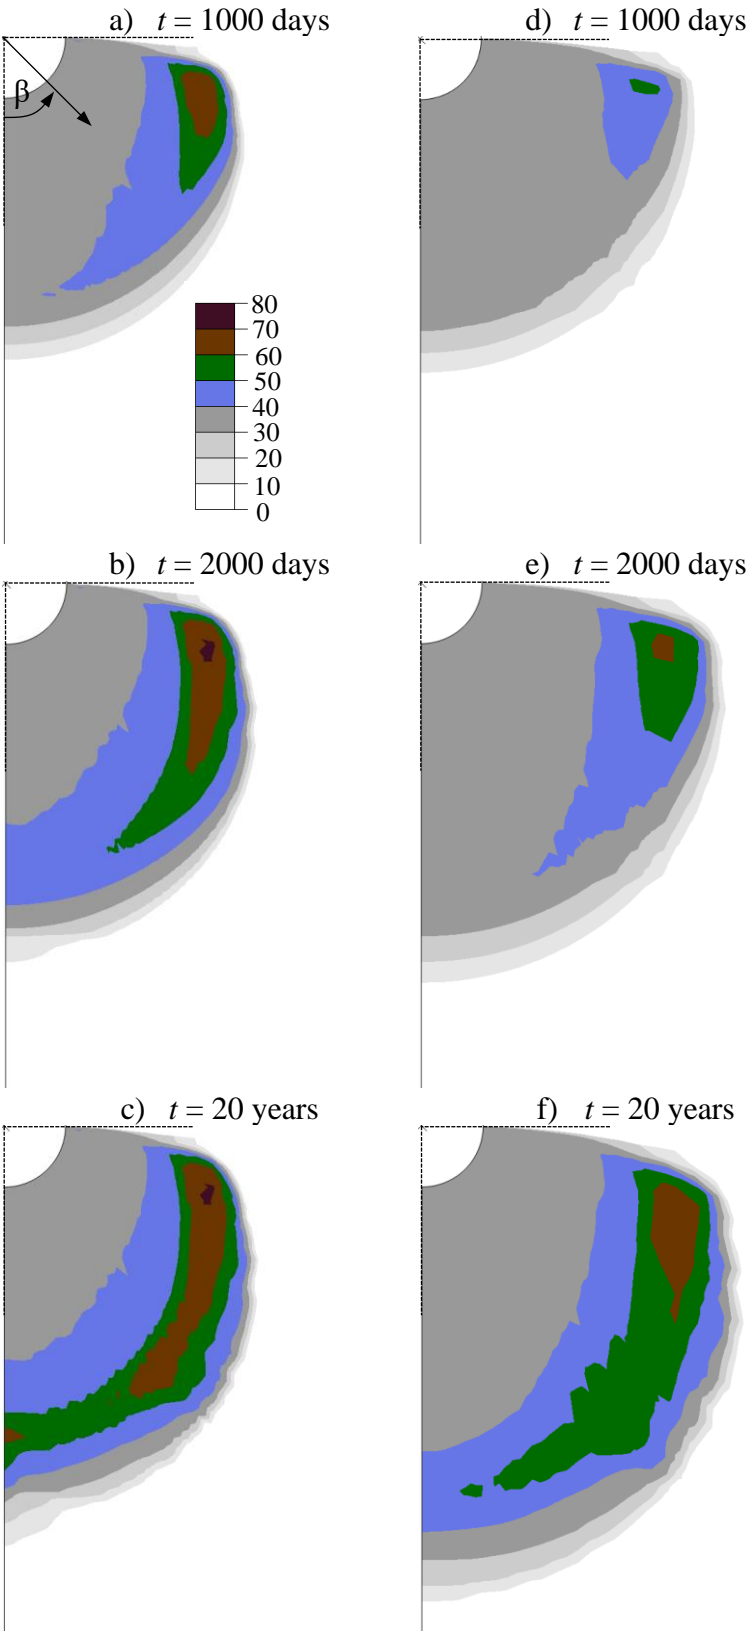 a) t = 1000 days
d) t = 1000 days
β
80
70
60
50
40
30
20
10
0
b) t = 2000 days
e) t = 2000 days
c) t = 20 years
f) t = 20 years